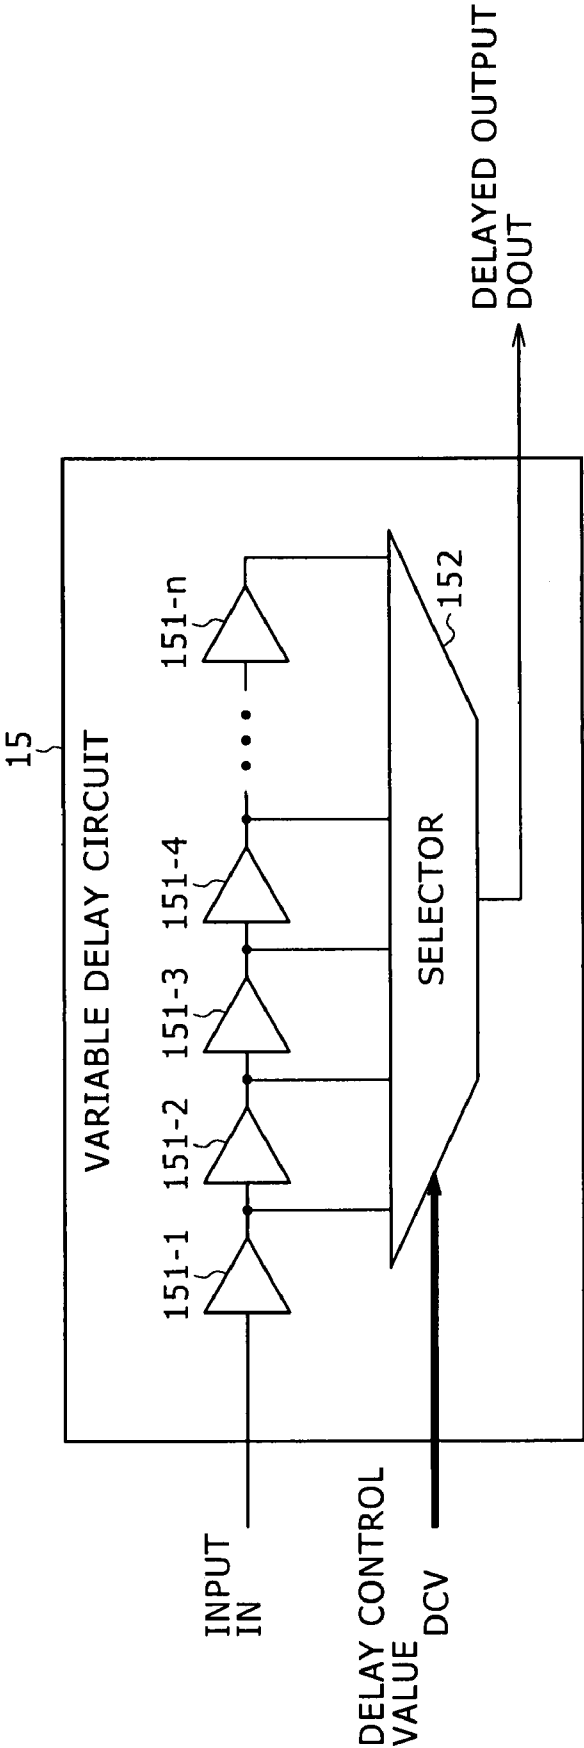 15
VARIABLE DELAY CIRCUIT
151-1
151-2
151-3
151-4
151-n
INPUT
IN
SELECTOR
152
DELAY CONTROL
VALUE
DCV
DELAYED OUTPUT
DOUT